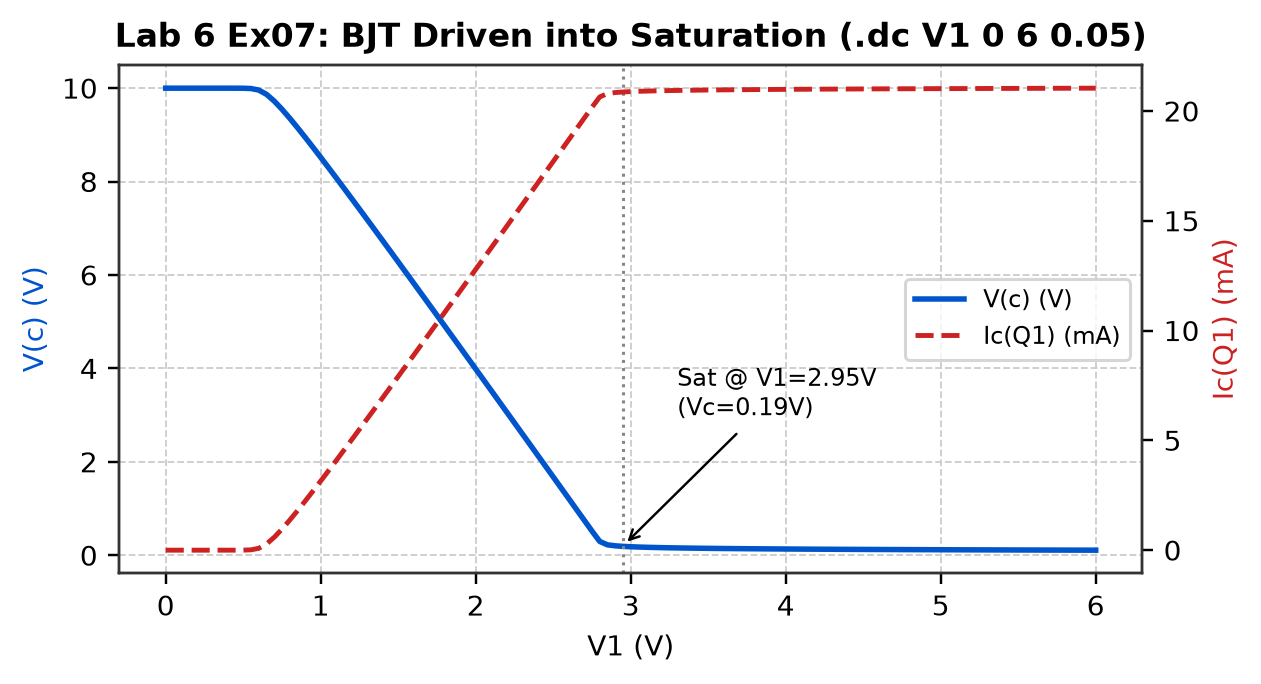 Lab 6 Ex07: BJT Driven into Saturation (.dc V1 0 6 0.05)
V(c) (V)
10
8
6
4
2
0
20
15
10
5
0
Ic(Q1) (mA)
V(c) (V)
Ic(Q1) (mA)
Sat @ V1=2.95V
(Vc=0.19V)
0 1 2 3 4 5 6
V1 (V)